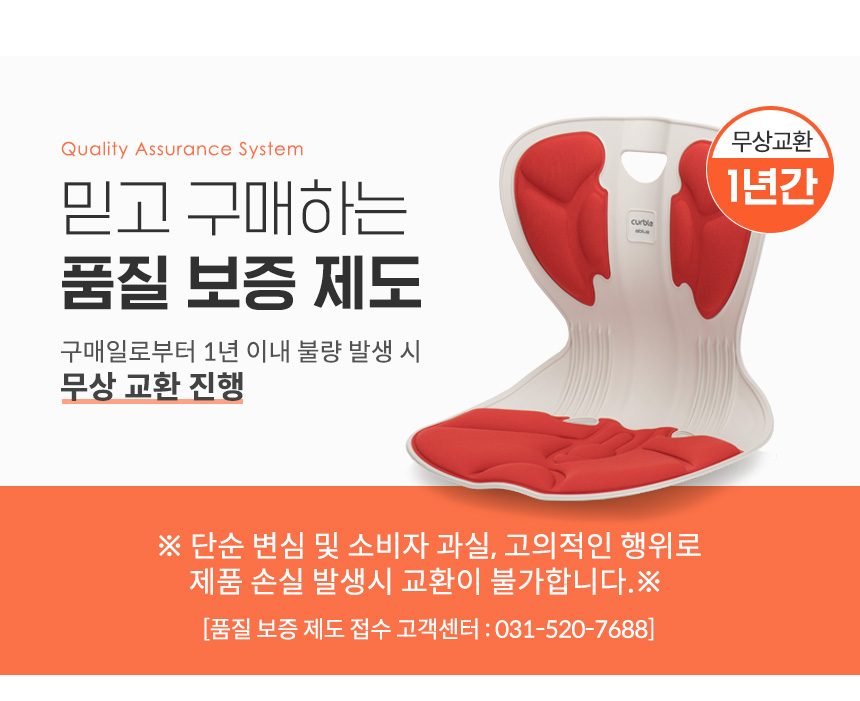 Quality Assurance System
믿고 구매하는
품질 보증 제도
구매일로부터 1년 이내 불량 발생 시
무상 교환 진행
무상교환
1년간
curble
※ 단순 변심 및 소비자 과실, 고의적인 행위로
제품 손실 발생시 교환이 불가합니다.※
[품질 보증 제도 접수 고객센터 : 031-520-7688]